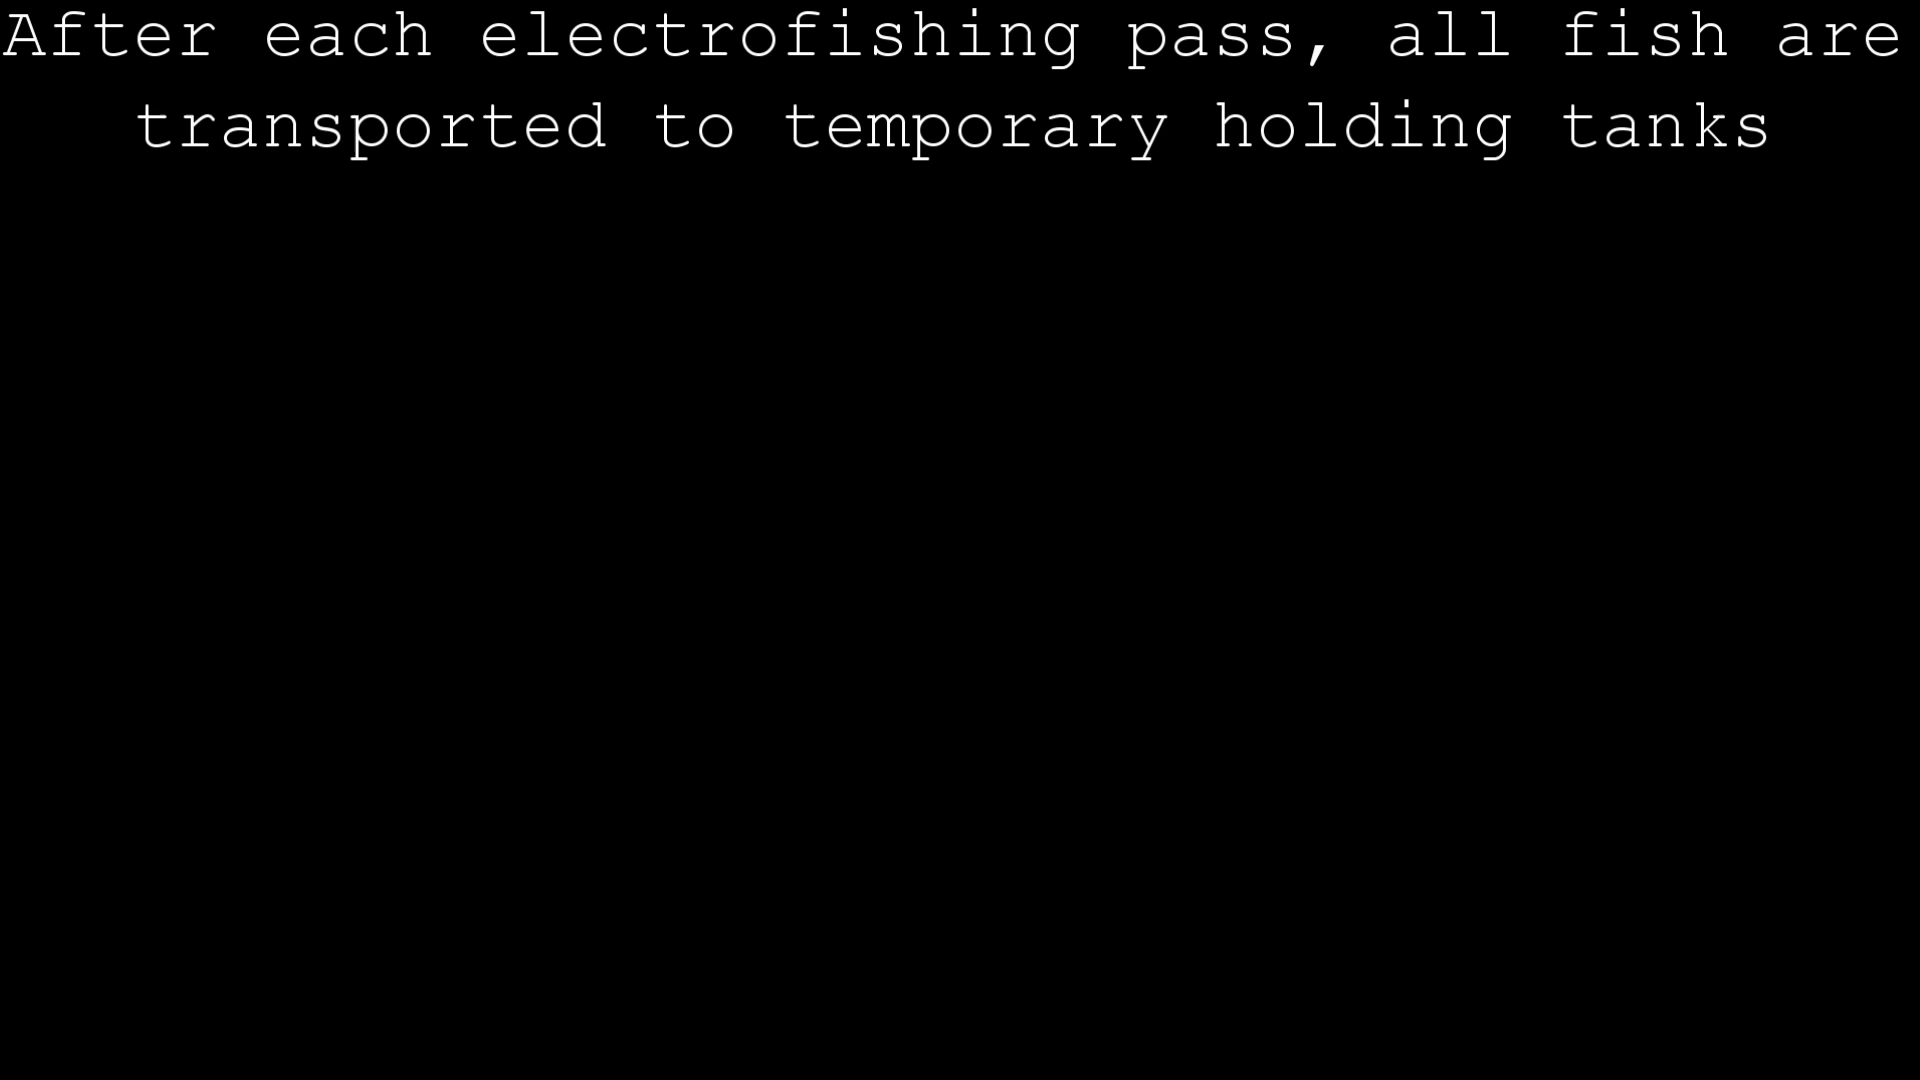 After each electrofishing pass, all fish are
transported to temporary holding tanks